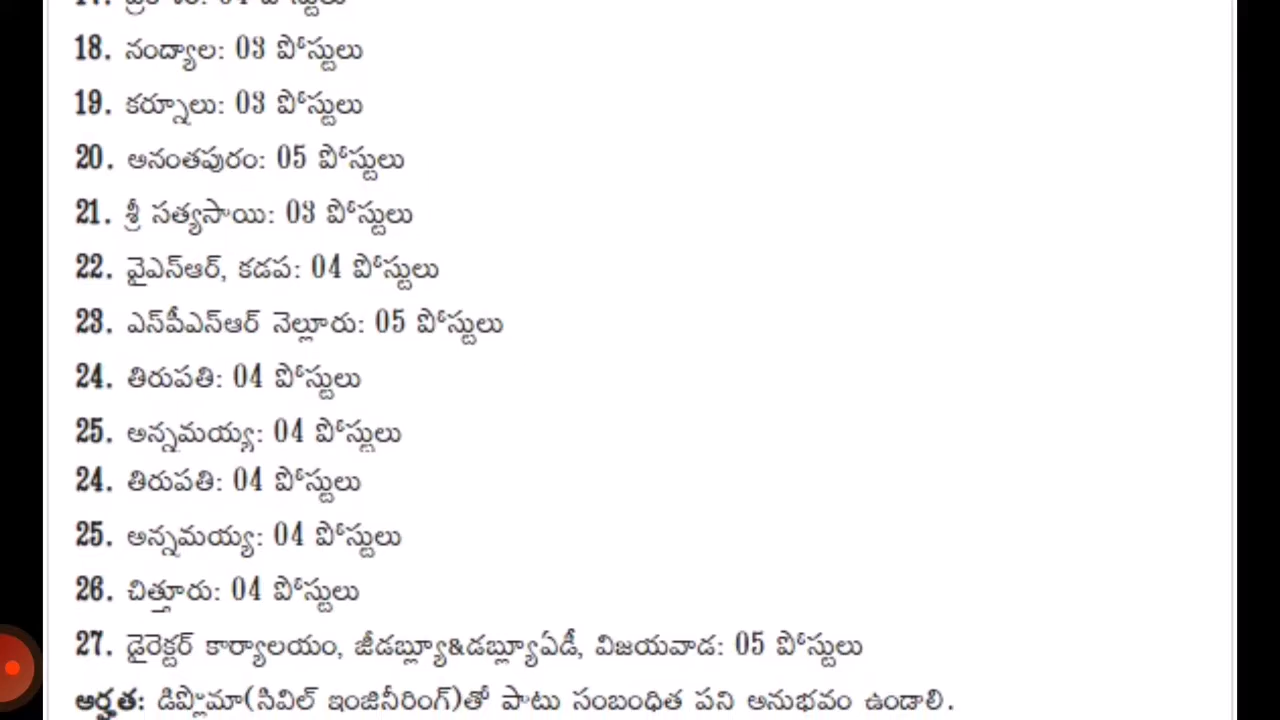 18. నంద్యాల: 03 పోస్టులు
19. కర్నూలు: 03 పోస్టులు
20. అనంతపురం: 05 పోస్టులు
21. శ్రీ సత్యసాయి: 03 పోస్టులు
22. వైఎస్ఆర్, కడప: 04 పోస్టులు
23. ఎస్‌పీఎస్ఆర్ నెల్లూరు: 05 పోస్టులు
24. తిరుపతి: 04 పోస్టులు
25. అన్నమయ్య: 04 పోస్టులు
24. తిరుపతి: 04 పోస్టులు
25. అన్నమయ్య: 04 పోస్టులు
26. చిత్తూరు: 04 పోస్టులు
27. డైరెక్టర్ కార్యాలయం, జీడబ్ల్యూ&డబ్ల్యూఏడీ, విజయవాడ: 05 పోస్టులు
అర్హత: డిప్లొమా(సివిల్ ఇంజినీరింగ్)తో పాటు సంబంధిత పని అనుభవం ఉండాలి.